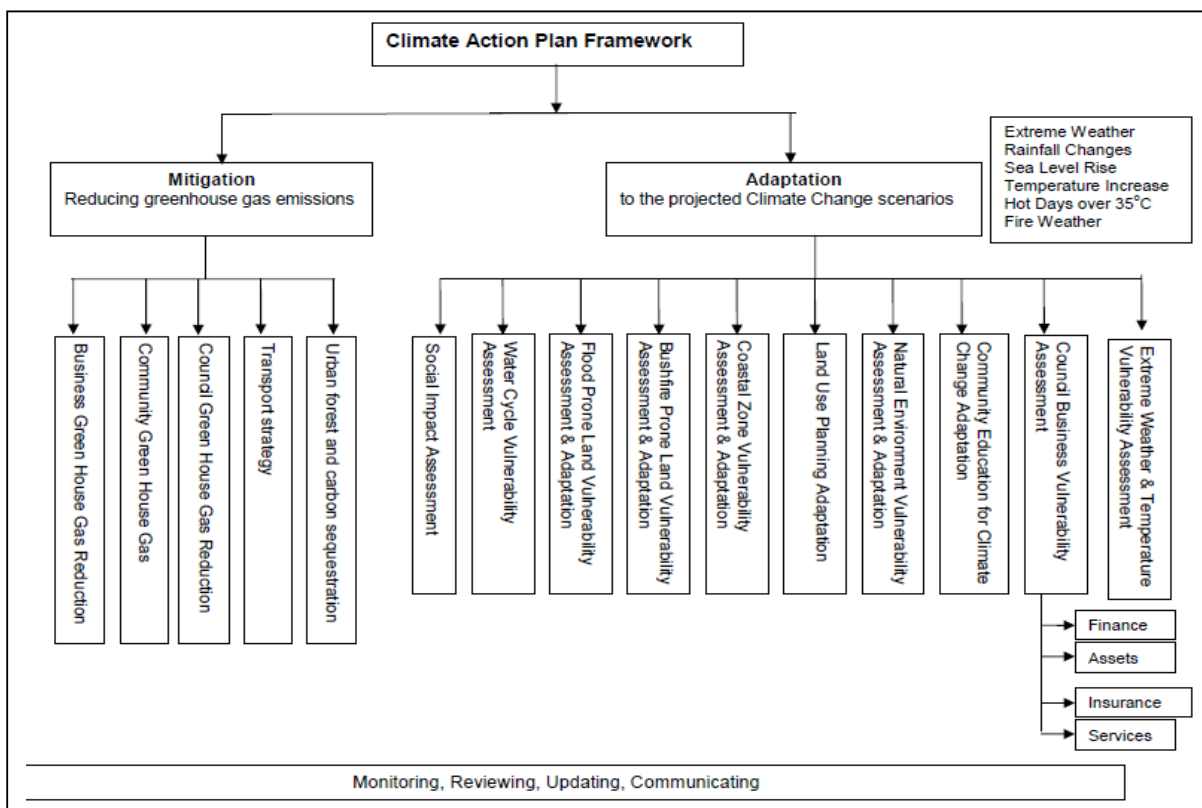 Climate Action Plan Framework
Mitigation
Reducing greenhouse gas emissions
Adaptation
to the projected Climate Change scenarios
Extreme Weather
Rainfall Changes
Sea Level Rise
Temperature Increase
Hot Days over 35°C
Fire Weather
Business Green House Gas Reduction
Community Green House Gas
Council Green House Gas Reduction
Transport strategy
Urban forest and carbon sequestration
Social Impact Assessment
Water Cycle Vulnerability
Assessment
Flood Prone Land Vulnerability
Assessment & Adaptation
Bushfire Prone Land Vulnerability
Assessment & Adaptation
Coastal Zone Vulnerability
Assessment & Adaptation
Land Use Planning Adaptation
Natural Environment Vulnerability
Assessment & Adaptation
Community Education for Climate
Change Adaptation
Council Business Vulnerability
Assessment
Extreme Weather & Temperature
Vulnerability Assessment
Finance
Assets
Insurance
Services
Monitoring, Reviewing, Updating, Communicating